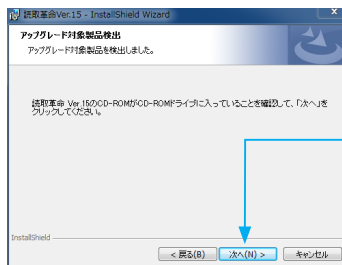 読取革命Ver.15 - InstallShield Wizard
アップグレード対象製品検出
アップグレード対象製品を検出しました。
読取革命 Ver.15のCD-ROMがCD-ROMドライブに入っていることを確認して、「次へ」を
クリックしてください。
InstallShield
< 戻る(B)
次へ(N) >
キャンセル